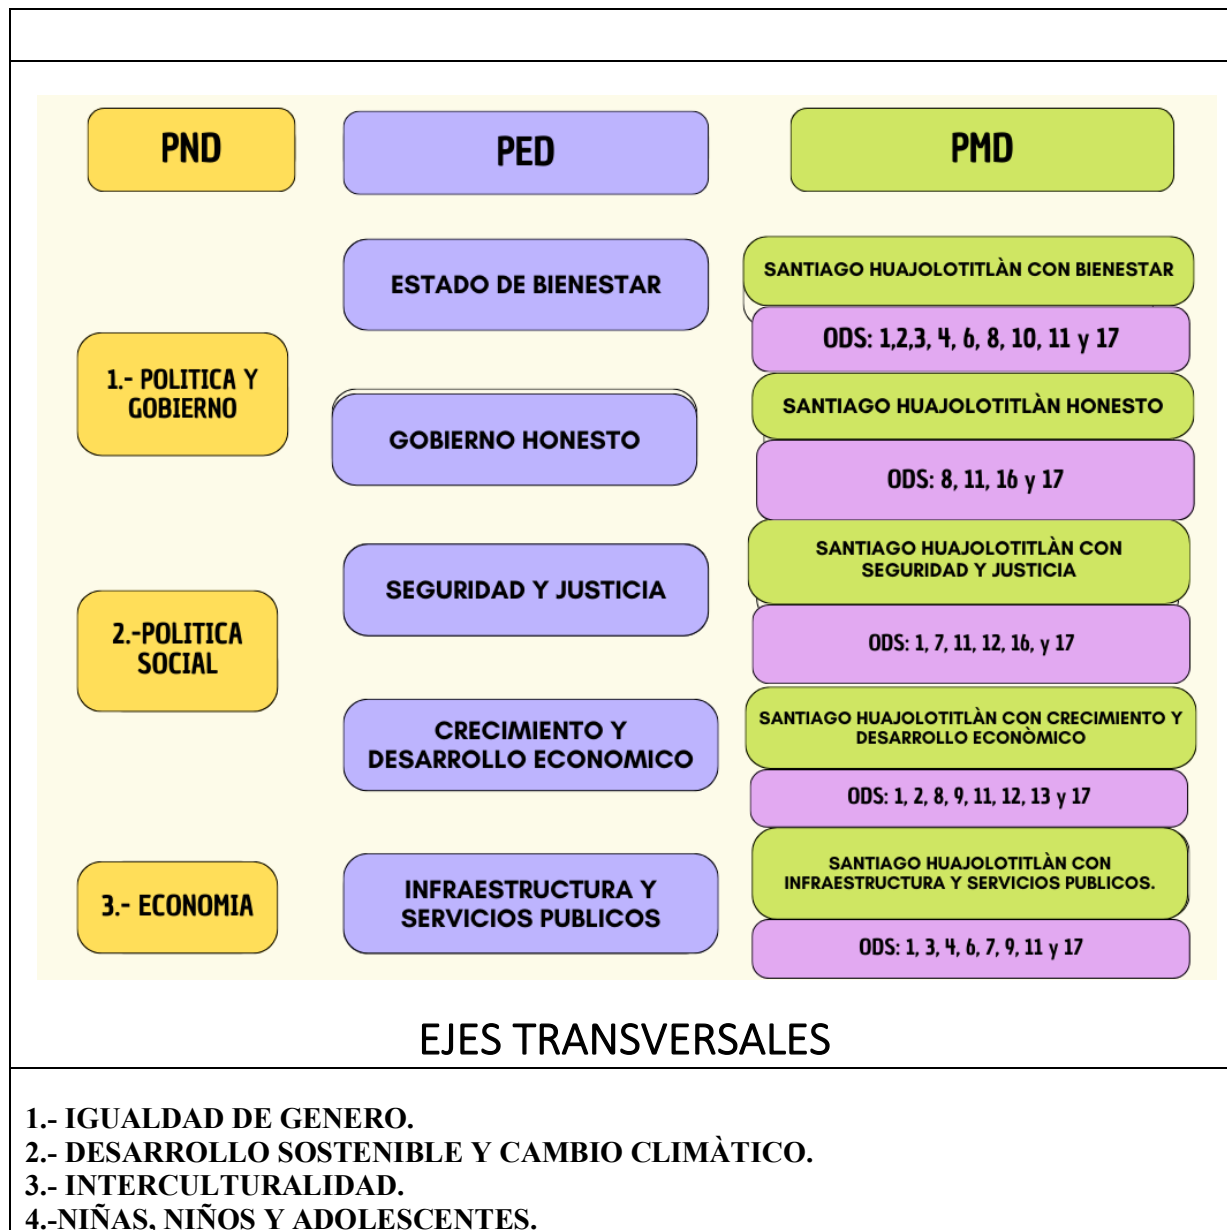 PND
PED
PMD
ESTADO DE BIENESTAR
SANTIAGO HUAJOLOTITLÀN CON BIENESTAR
ODS: 1,2,3, 4, 6, 8, 10, 11 y 17
1.- POLITICA Y
GOBIERNO
GOBIERNO HONESTO
SANTIAGO HUAJOLOTITLÀN HONESTO
ODS: 8, 11, 16 y 17
SEGURIDAD Y JUSTICIA
SANTIAGO HUAJOLOTITLÀN CON
SEGURIDAD Y JUSTICIA
ODS: 1, 7, 11, 12, 16, y 17
2.-POLITICA
SOCIAL
CRECIMIENTO Y
DESARROLLO ECONOMICO
SANTIAGO HUAJOLOTITLÀN CON CRECIMIENTO Y
DESARROLLO ECONÒMICO
ODS: 1, 2, 8, 9, 11, 12, 13 y 17
3.- ECONOMIA
INFRAESTRUCTURA Y
SERVICIOS PUBLICOS
SANTIAGO HUAJOLOTITLÀN CON
INFRAESTRUCTURA Y SERVICIOS PUBLICOS.
ODS: 1, 3, 4, 6, 7, 9, 11 y 17
EJES TRANSVERSALES
1.- IGUALDAD DE GENERO.
2.- DESARROLLO SOSTENIBLE Y CAMBIO CLIMÀTICO.
3.- INTERCULTURALIDAD.
4.-NIÑAS, NIÑOS Y ADOLESCENTES.